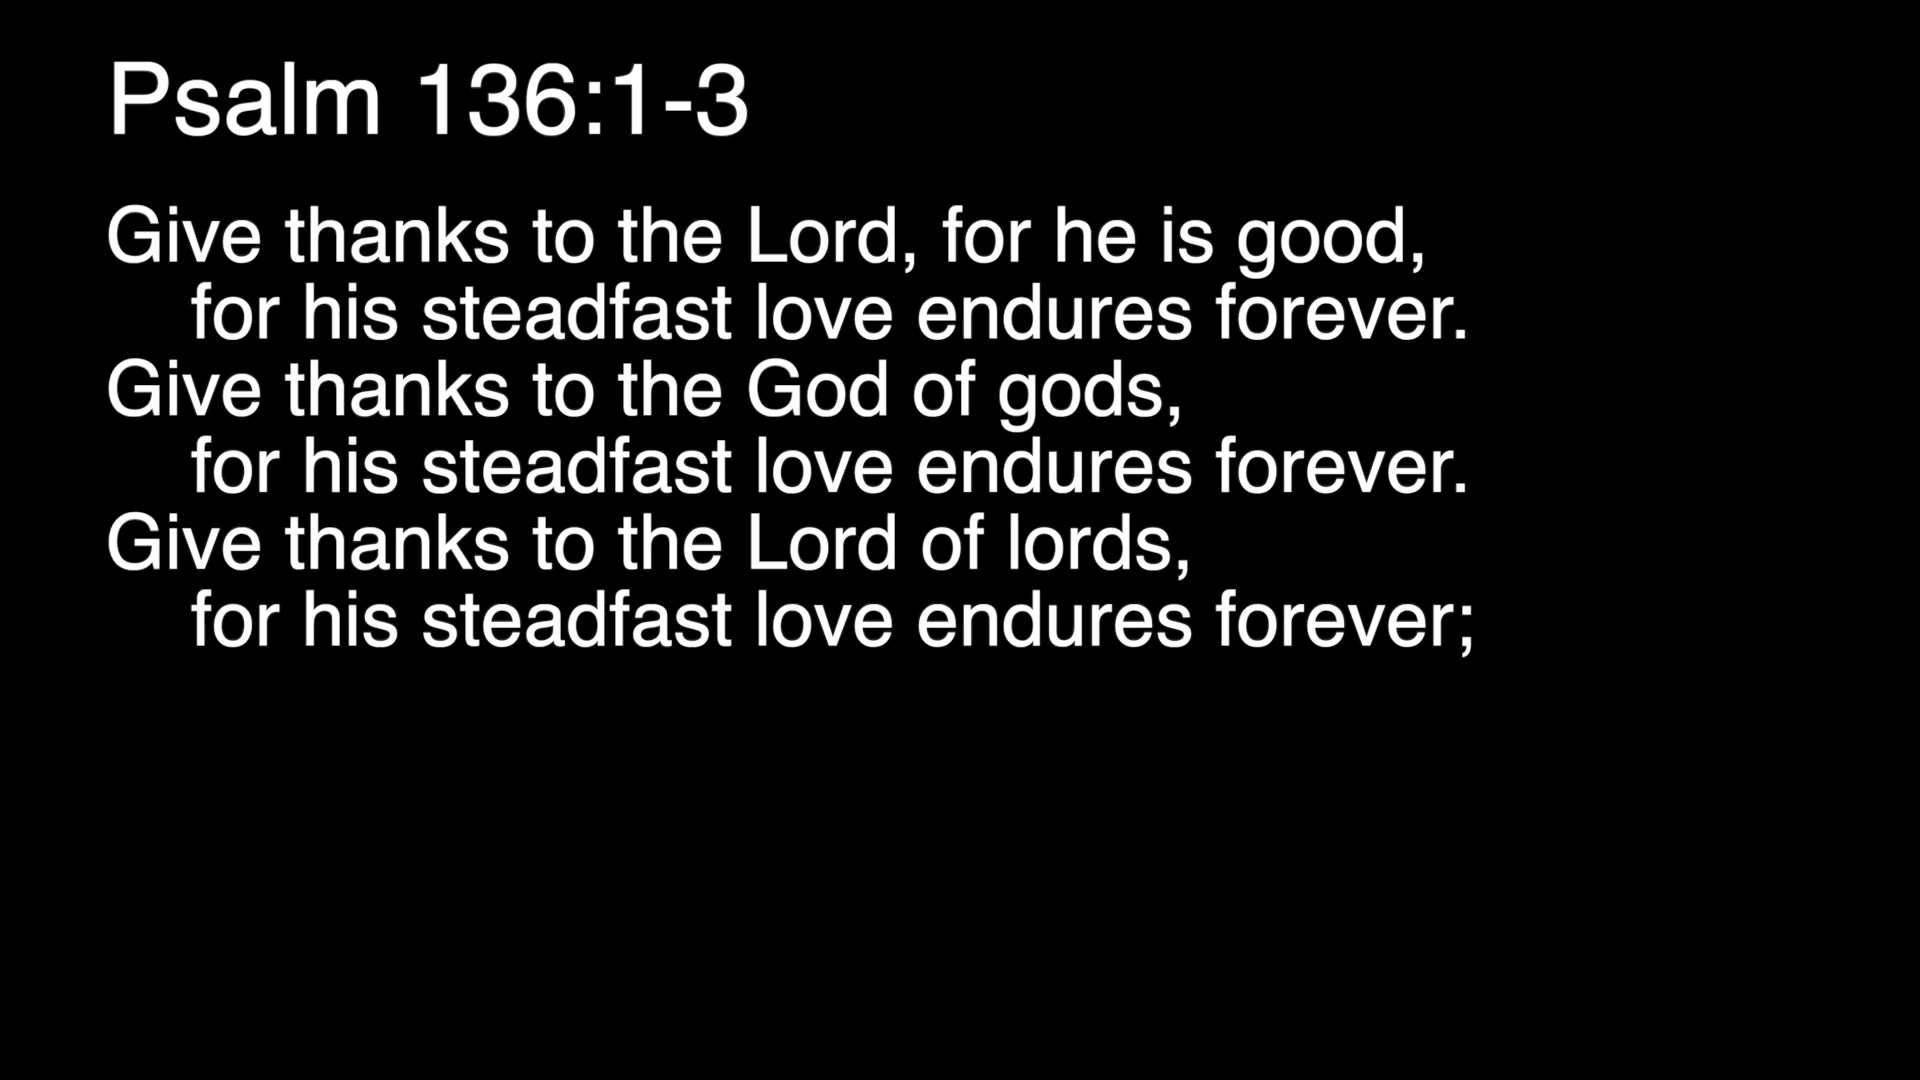 Psalm 136:1-3
Give thanks to the Lord, for he is good,
for his steadfast love endures forever.
Give thanks to the God of gods,
for his steadfast love endures forever.
Give thanks to the Lord of lords,
for his steadfast love endures forever;